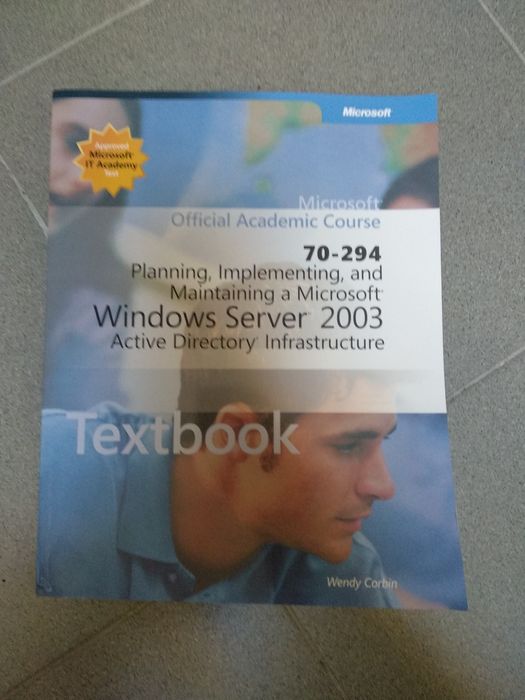 Microsoft
Approved
Microsoft
IT Academy
Text
Microsoft
Official Academic Course
70-294
Planning, Implementing, and
Maintaining a Microsoft
Windows Server 2003
Active Directory Infrastructure
Textbook
Wendy Corbin